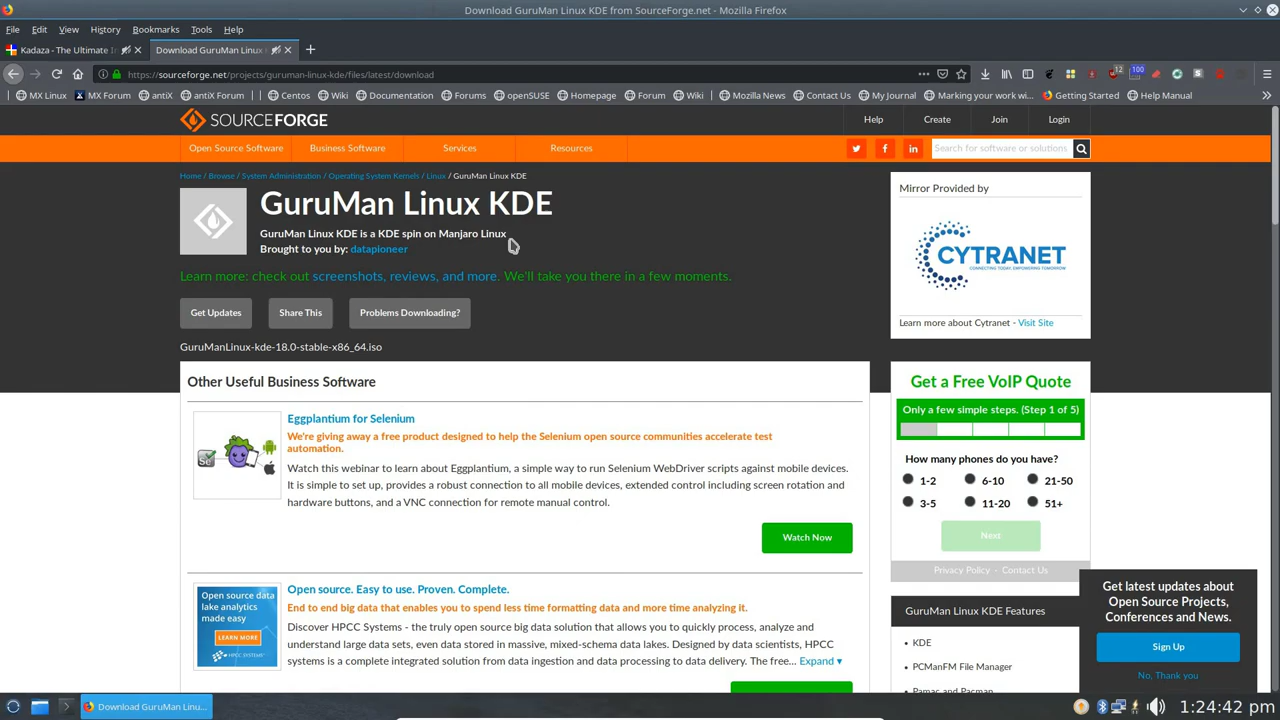 Download GuruMan Linux KDE from SourceForge.net - Mozilla Firefox
File Edit View History Bookmarks Tools Help
Kadaza - The Ultimate In
Download GuruMan Linux
https://sourceforge.net/projects/guruman-linux-kde/files/latest/download
12
100
MX Linux MX Forum antiX antiX Forum Centos Wiki Documentation Forums openSUSE Homepage Forum Wiki Mozilla News Contact Us My Journal Marking your work wi... Getting Started Help Manual
SOURCEFORGE
Help Create Join Login
Open Source Software Business Software Services Resources
Search for software or solutions
Home / Browse / System Administration / Operating System Kernels / Linux / GuruMan Linux KDE
GuruMan Linux KDE
GuruMan Linux KDE is a KDE spin on Manjaro Linux
Brought to you by: datapioneer
Learn more: check out screenshots, reviews, and more. We'll take you there in a few moments.
Get Updates Share This Problems Downloading?
GuruManLinux-kde-18.0-stable-x86_64.iso
Mirror Provided by
CYTRANET
CONNECTING TODAY, EMPOWERING TOMORROW
Learn more about Cytranet - Visit Site
Other Useful Business Software
Eggplantium for Selenium
We're giving away a free product designed to help the Selenium open source communities accelerate test
automation.
Watch this webinar to learn about Eggplantium, a simple way to run Selenium WebDriver scripts against mobile devices.
It is simple to set up, provides a robust connection to all mobile devices, extended control including screen rotation and
hardware buttons, and a VNC connection for remote manual control.
Se
Watch Now
Open source data
lake analytics
made easy
LEARN MORE
HPCC SYSTEMS
Open source. Easy to use. Proven. Complete.
End to end big data that enables you to spend less time formatting data and more time analyzing it.
Discover HPCC Systems - the truly open source big data solution that allows you to quickly process, analyze and
understand large data sets, even data stored in massive, mixed-schema data lakes. Designed by data scientists, HPCC
systems is a complete integrated solution from data ingestion and data processing to data delivery. The free... Expand ▾
Get a Free VoIP Quote
Only a few simple steps. (Step 1 of 5)
How many phones do you have?
1-2 6-10 21-50
3-5 11-20 51+
Next
Privacy Policy - Contact Us
GuruMan Linux KDE Features
• KDE
• PCManFM File Manager
• Pamac and Pacman
Get latest updates about
Open Source Projects,
Conferences and News.
Sign Up
No, Thank you
Download GuruMan Linu...
1:24:42 pm